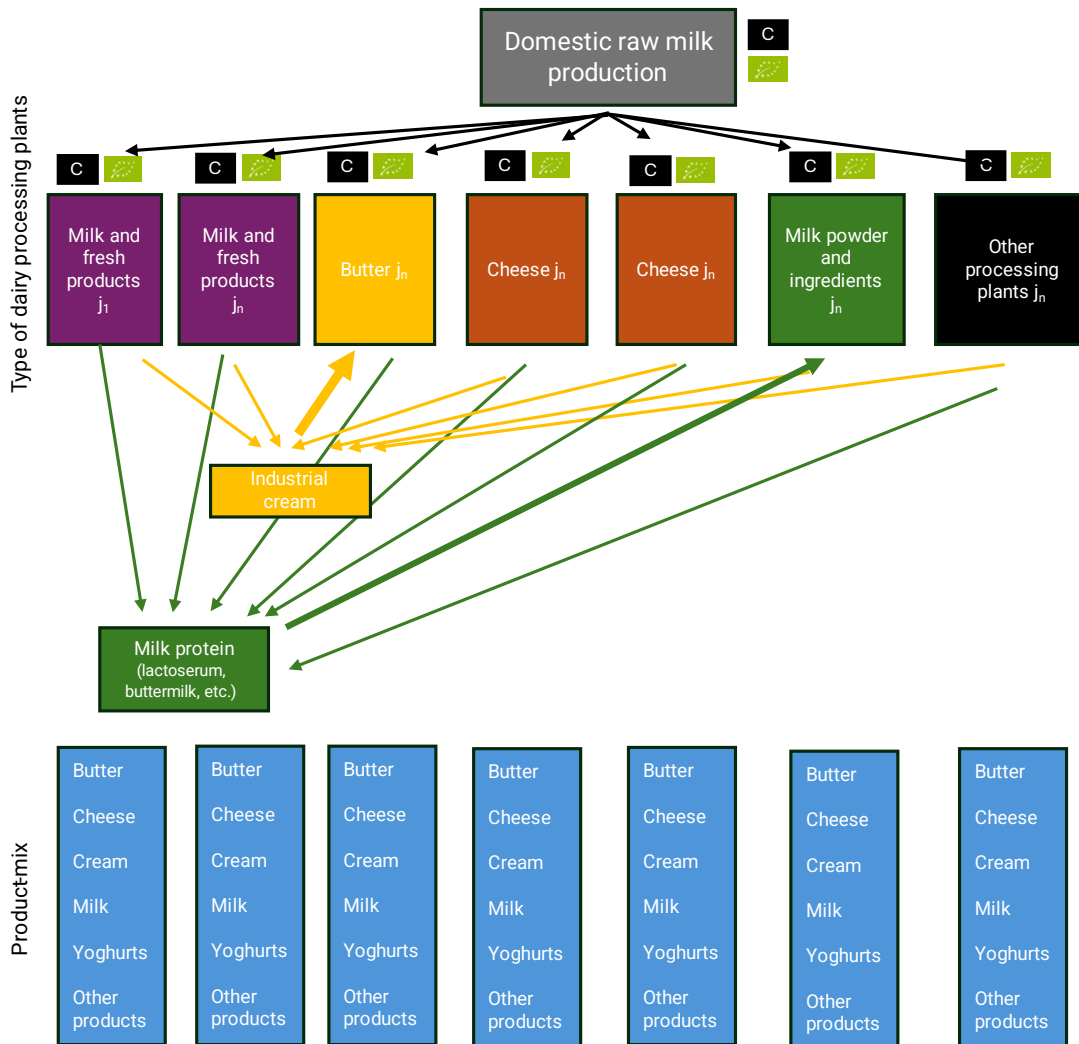 Domestic raw milk
production
C
Type of dairy processing plants
C
C
C
C
C
C
C
Milk and
fresh
products
j1
Milk and
fresh
products
jn
Butter jn
Cheese jn
Cheese jn
Milk powder
and
ingredients
jn
Other
processing
plants jn
Industrial
cream
Milk protein
(lactoserum,
buttermilk, etc.)
Product-mix
Butter
Cheese
Cream
Milk
Yoghurts
Other
products
Butter
Cheese
Cream
Milk
Yoghurts
Other
products
Butter
Cheese
Cream
Milk
Yoghurts
Other
products
Butter
Cheese
Cream
Milk
Yoghurts
Other
products
Butter
Cheese
Cream
Milk
Yoghurts
Other
products
Butter
Cheese
Cream
Milk
Yoghurts
Other
products
Butter
Cheese
Cream
Milk
Yoghurts
Other
products